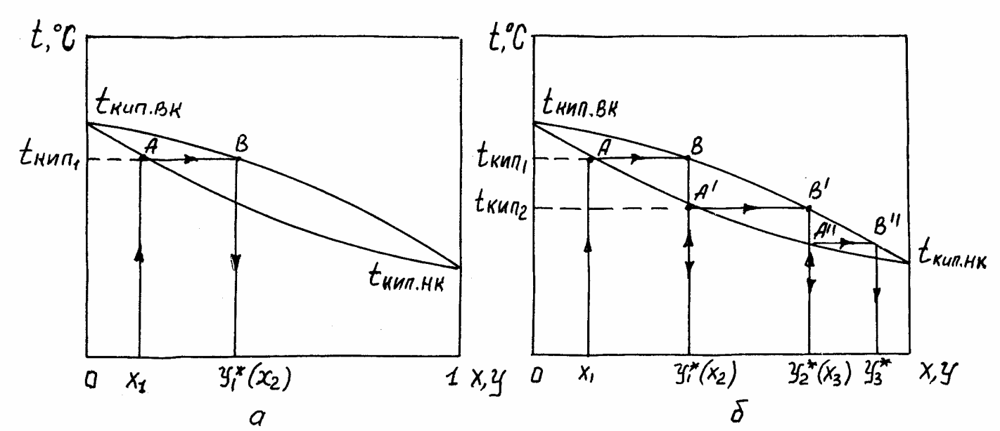 t,°C
tкип.вк
tнип₁
A
B
tкип.нк
0
x₁
y₁*(x₂)
1
x,y
а
t,°C
tкип.вк
tкип₁
tкип₂
A
B
A′
B′
A″
B″
tкип.нк
0
x₁
y₁*(x₂)
y₂*(x₃)
y₃*
x,y
б